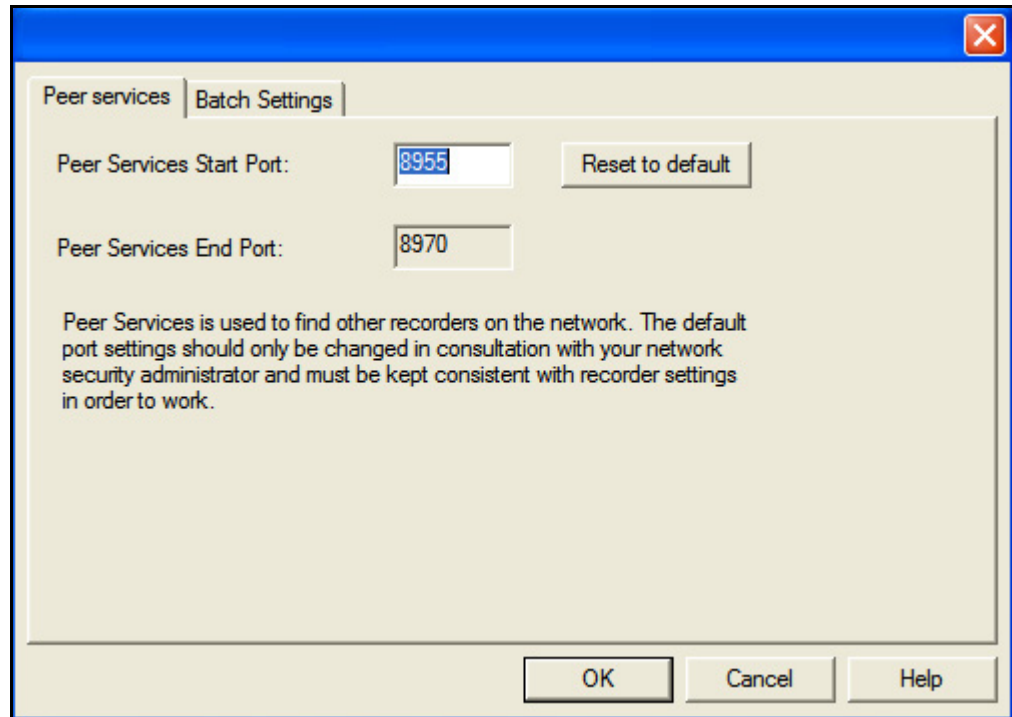 Peer services
Batch Settings
Peer Services Start Port:
8955
Reset to default
Peer Services End Port:
8970
Peer Services is used to find other recorders on the network. The default
port settings should only be changed in consultation with your network
security administrator and must be kept consistent with recorder settings
in order to work.
OK
Cancel
Help